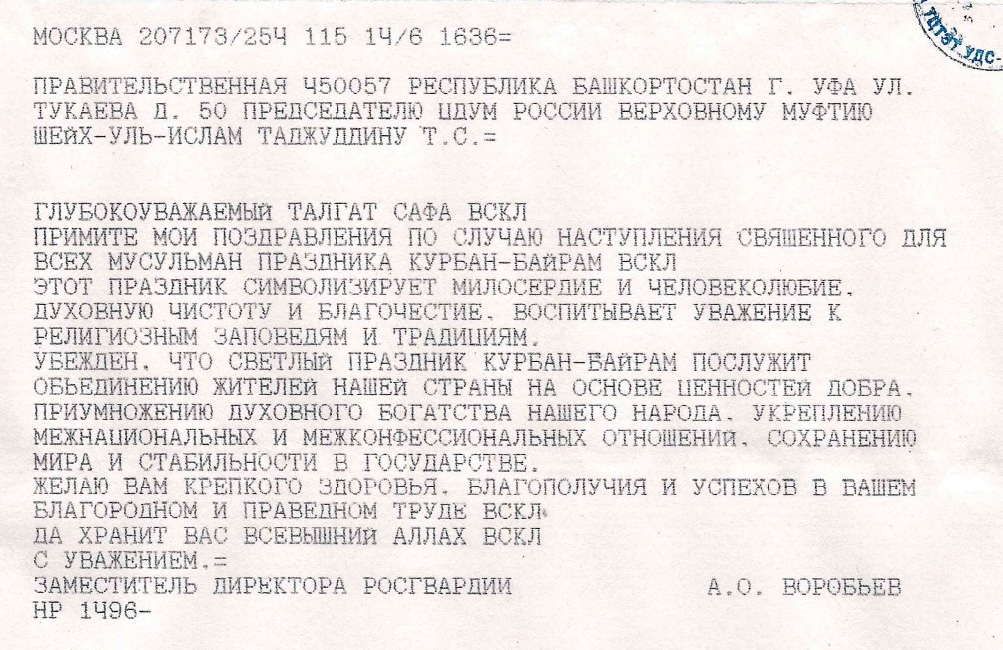 МОСКВА 207173/254 115 14/6 1636=
ПРАВИТЕЛЬСТВЕННАЯ 450057 РЕСПУБЛИКА БАШКОРТОСТАН Г. УФА УЛ.
ТУКАЕВА Д. 50 ПРЕДСЕДАТЕЛЮ ЦДУМ РОССИИ ВЕРХОВНОМУ МУФТИЮ
ШЕЙХ-УЛЬ-ИСЛАМ ТАДЖУДДИНУ Т.С.=
ГЛУБОКОУВАЖАЕМЫЙ ТАЛГАТ САФА ВСКЛ
ПРИМИТЕ МОИ ПОЗДРАВЛЕНИЯ ПО СЛУЧАЮ НАСТУПЛЕНИЯ СВЯШЕННОГО ДЛЯ
ВСЕХ МУСУЛЬМАН ПРАЗДНИКА КУРБАН-БАЙРАМ ВСКЛ
ЭТОТ ПРАЗДНИК СИМВОЛИЗИРУЕТ МИЛОСЕРДИЕ И ЧЕЛОВЕКОЛЮБИЕ,
ДУХОВНУЮ ЧИСТОТУ И БЛАГОЧЕСТИЕ, ВОСПИТЫВАЕТ УВАЖЕНИЕ К
РЕЛИГИОЗНЫМ ЗАПОВЕДЯМ И ТРАДИЦИЯМ.
УБЕЖДЕН, ЧТО СВЕТЛЫЙ ПРАЗДНИК КУРБАН-БАЙРАМ ПОСЛУЖИТ
ОБЬЕДИНЕНИЮ ЖИТЕЛЕЙ НАШЕЙ СТРАНЫ НА ОСНОВЕ ЦЕННОСТЕЙ ДОБРА,
ПРИУМНОЖЕНИЮ ДУХОВНОГО БОГАТСТВА НАШЕГО НАРОДА, УКРЕПЛЕНИЮ
МЕЖНАЦИОНАЛЬНЫХ И МЕЖКОНФЕССИОНАЛЬНЫХ ОТНОШЕНИЙ, СОХРАНЕНИЮ
МИРА И СТАБИЛЬНОСТИ В ГОСУДАРСТВЕ.
ЖЕЛАЮ ВАМ КРЕПКОГО ЗДОРОВЬЯ, БЛАГОПОЛУЧИЯ И УСПЕХОВ В ВАШЕМ
БЛАГОРОДНОМ И ПРАВЕДНОМ ТРУДЕ ВСКЛ
ДА ХРАНИТ ВАС ВСЕВЫШНИЙ АЛЛАХ ВСКЛ
С УВАЖЕНИЕМ,=
ЗАМЕСТИТЕЛЬ ДИРЕКТОРА РОСГВАРДИИ А.О. ВОРОБЬЕВ
НР 1496-